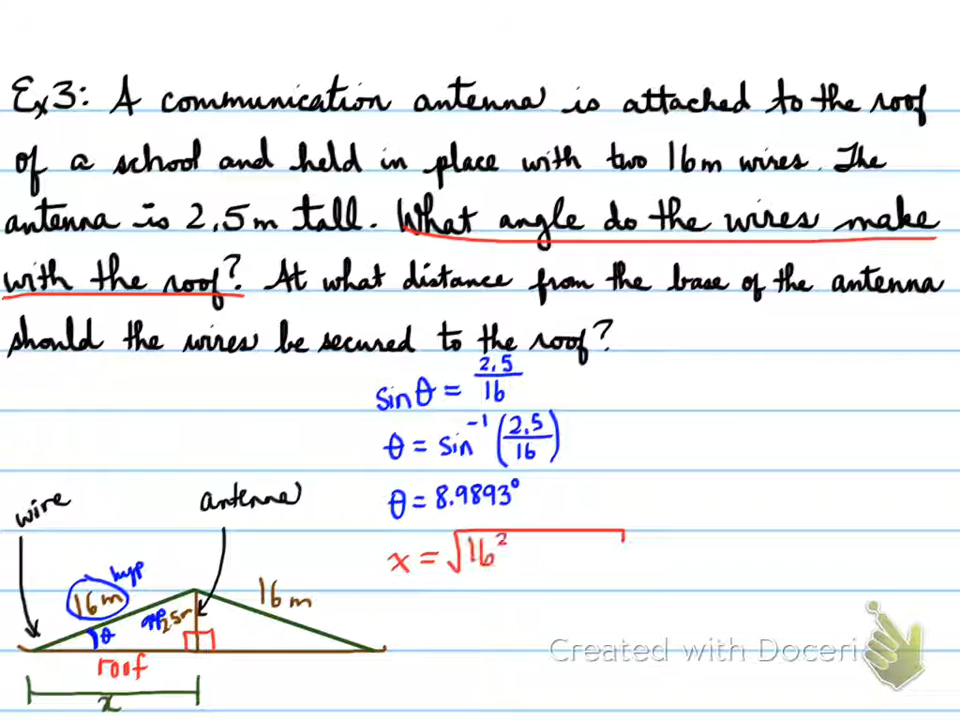 Ex3: A communication antenna is attached to the roof
of a school and held in place with two 16m wires. The
antenna is 2.5m tall. What angle do the wires make
with the roof? At what distance from the base of the antenna
should the wires be secured to the roof?
sin θ = 2.5/16
θ = sin⁻¹ (2.5/16)
θ = 8.9893°
x = √16²
wire
antenna
hyp
16 m
16 m
opp
2.5m
θ
roof
x
Created with Doceri